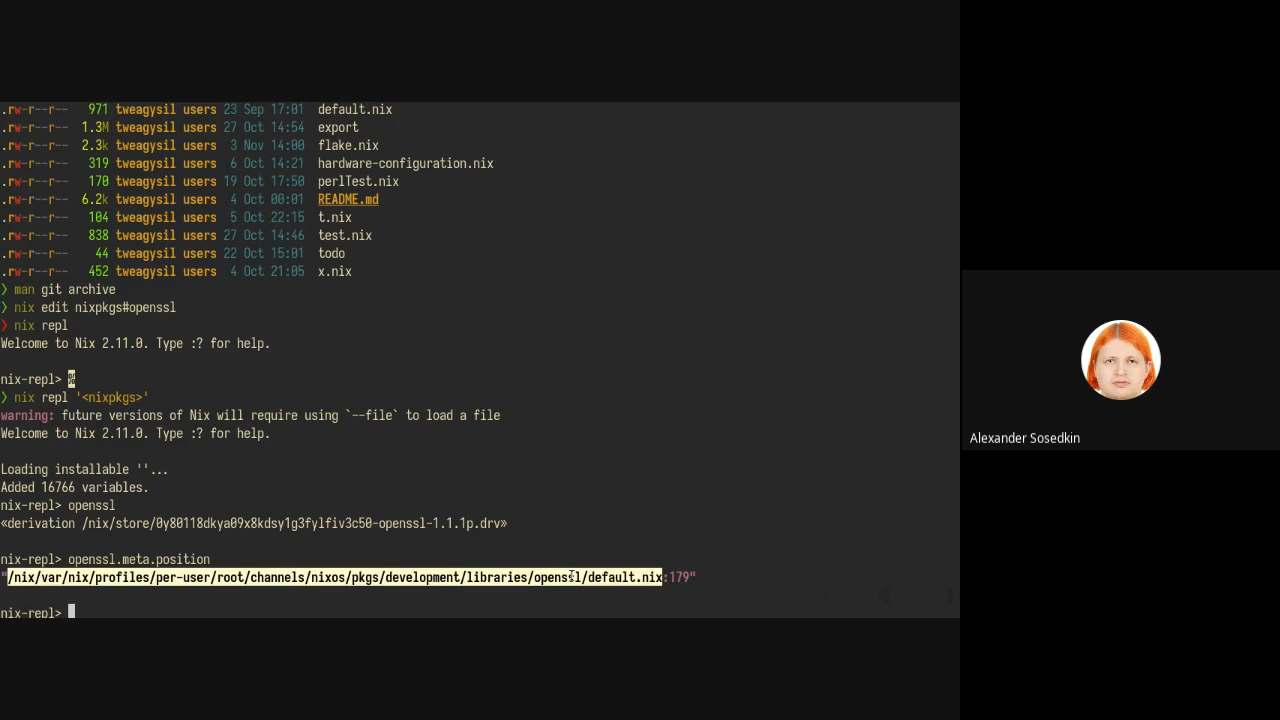 .rw-r--r--   971 tweagysil users 23 Sep 17:01  default.nix
.rw-r--r--  1.3M tweagysil users 27 Oct 14:54  export
.rw-r--r--  2.3k tweagysil users  3 Nov 14:00  flake.nix
.rw-r--r--   319 tweagysil users  6 Oct 14:21  hardware-configuration.nix
.rw-r--r--   170 tweagysil users 19 Oct 17:50  perlTest.nix
.rw-r--r--  6.2k tweagysil users  4 Oct 00:01  README.md
.rw-r--r--   104 tweagysil users  5 Oct 22:15  t.nix
.rw-r--r--   838 tweagysil users 27 Oct 14:46  test.nix
.rw-r--r--    44 tweagysil users 22 Oct 15:01  todo
.rw-r--r--   452 tweagysil users  4 Oct 21:05  x.nix
❯ man git archive
❯ nix edit nixpkgs#openssl
❯ nix repl
Welcome to Nix 2.11.0. Type :? for help.
nix-repl> %
❯ nix repl '<nixpkgs>'
warning: future versions of Nix will require using `--file` to load a file
Welcome to Nix 2.11.0. Type :? for help.
Loading installable ''...
Added 16766 variables.
nix-repl> openssl
«derivation /nix/store/0y80118dkya09x8kdsy1g3fylfiv3c50-openssl-1.1.1p.drv»
nix-repl> openssl.meta.position
"/nix/var/nix/profiles/per-user/root/channels/nixos/pkgs/development/libraries/openssl/default.nix:179"
nix-repl>
Alexander Sosedkin